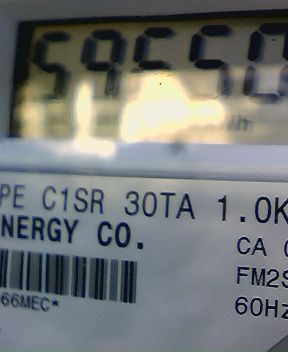 59550
PE C1SR 30TA 1.0K
NERGY CO.
CA
FM2S
66MEC*
60Hz